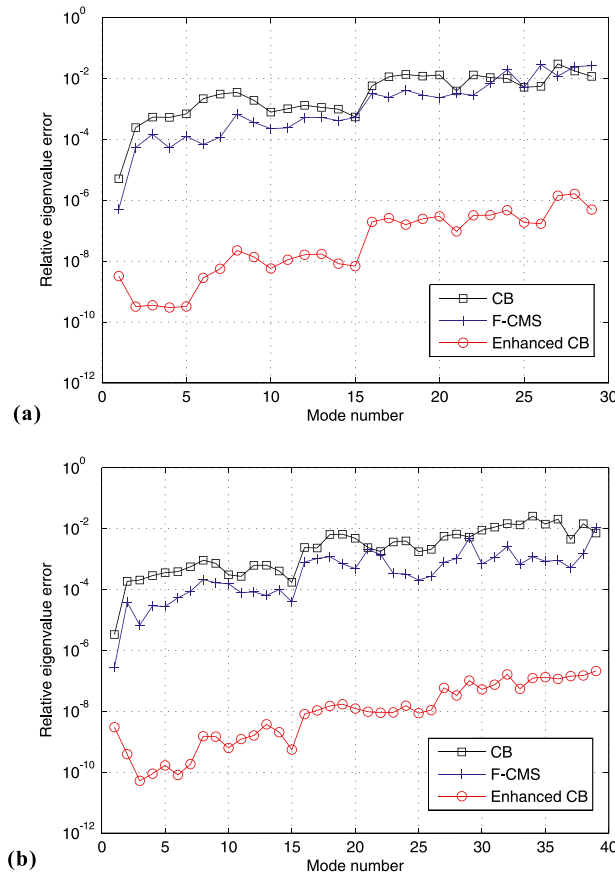 10^0
10^-2
10^-4
10^-6
10^-8
10^-10
10^-12
Relative eigenvalue error
0 5 10 15 20 25 30
Mode number
CB
F-CMS
Enhanced CB
(a)
10^0
10^-2
10^-4
10^-6
10^-8
10^-10
10^-12
Relative eigenvalue error
0 5 10 15 20 25 30 35 40
Mode number
CB
F-CMS
Enhanced CB
(b)